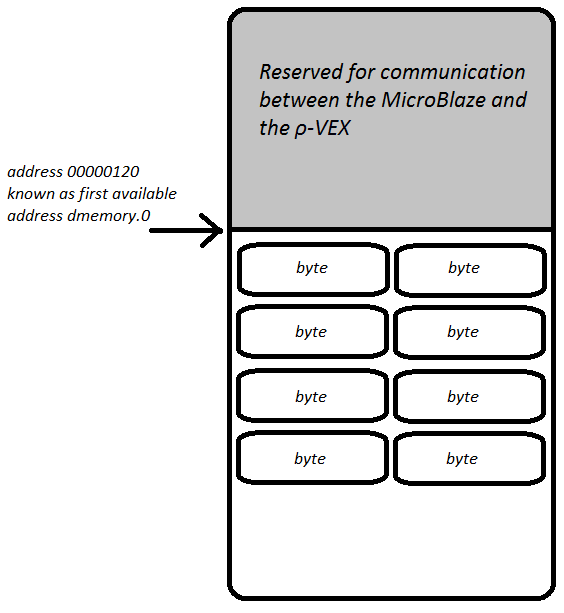 Reserved for communication
between the MicroBlaze and
the ρ-VEX
address 00000120
known as first available
address dmemory.0
byte byte
byte byte
byte byte
byte byte